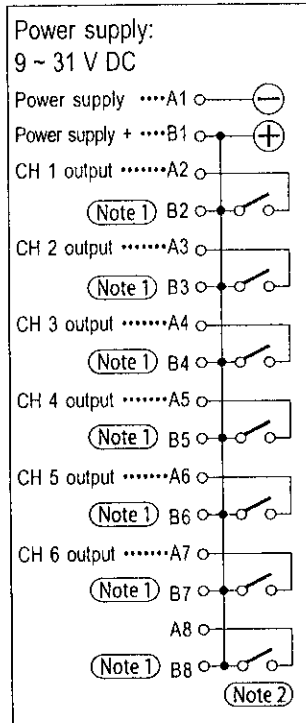 Power supply:
9 ~ 31 V DC
Power supply ····A1 −
Power supply + ····B1 +
CH 1 output ······A2
Note 1 B2
CH 2 output ·······A3
Note 1 B3
CH 3 output ······A4
Note 1 B4
CH 4 output ······A5
Note 1 B5
CH 5 output ······A6
Note 1 B6
CH 6 output ·······A7
Note 1 B7
A8
Note 1 B8
Note 2